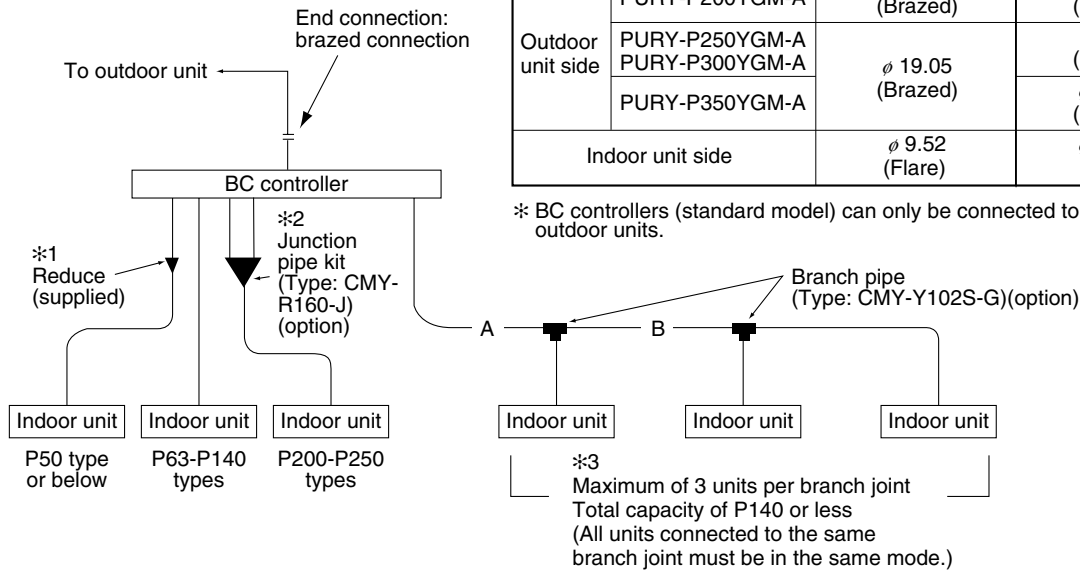 End connection:
brazed connection
To outdoor unit
BC controller
✻1
Reduce
(supplied)
✻2
Junction
pipe kit
(Type: CMY-
R160-J)
(option)
A
B
Branch pipe
(Type: CMY-Y102S-G)(option)
Indoor unit
P50 type
or below
Indoor unit
P63-P140
types
Indoor unit
P200-P250
types
Indoor unit
Indoor unit
Indoor unit
✻3
Maximum of 3 units per branch joint
Total capacity of P140 or less
(All units connected to the same
branch joint must be in the same mode.)
Outdoor
unit side
(Brazed)
PURY-P250YGM-A
PURY-P300YGM-A
PURY-P350YGM-A
ø 19.05
(Brazed)
Indoor unit side
ø 9.52
(Flare)
✻ BC controllers (standard model) can only be connected to
outdoor units.